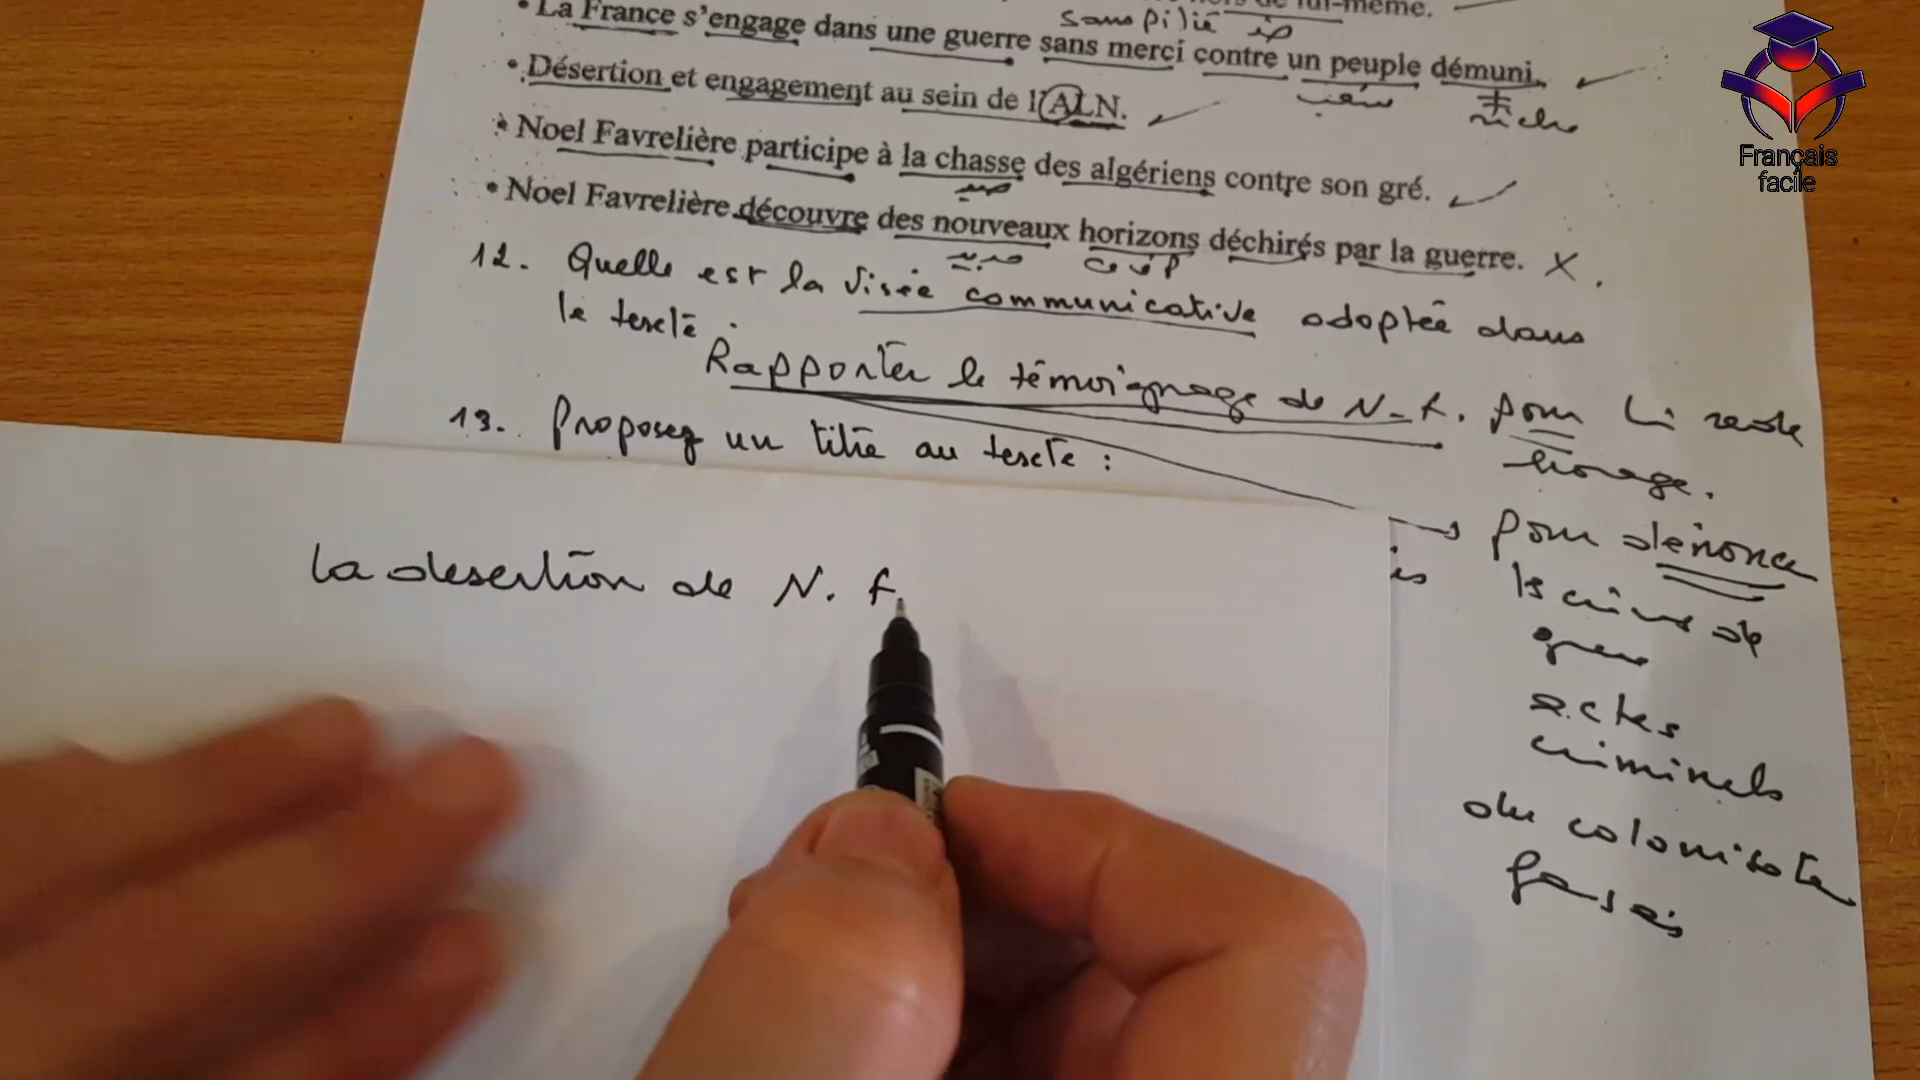 lui-même.
sans pitié
• La France s'engage dans une guerre sans merci contre un peuple démuni.
• Désertion et engagement au sein de l'ALN.
• Noel Favrelière participe à la chasse des algériens contre son gré.
صيد
• Noel Favrelière découvre des nouveaux horizons déchirés par la guerre. X.
12. Quelle est la visée communicative adoptée dans
le texte
Rapporter le témoignage de N-F. pour lui rendre
hommage.
13. Proposez un titre au texte :
pour dénoncer
les crimes de
guerre
actes
criminels
du colonisateur
français
la desertion de N. F.
Français
facile